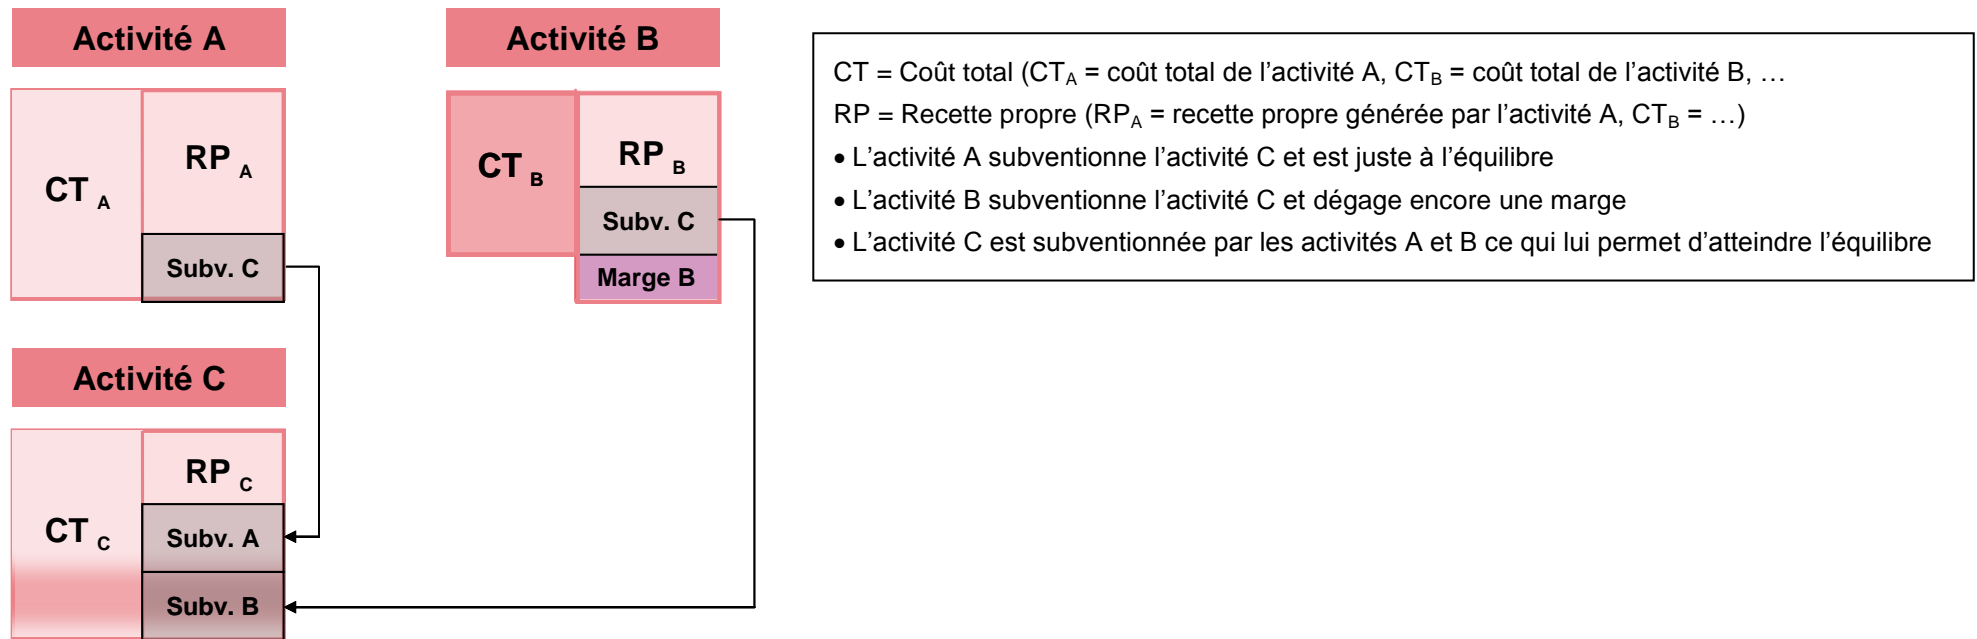 Activité A
CT A
RP A
Subv. C
Activité B
CT B
RP B
Subv. C
Marge B
CT = Coût total (CTA = coût total de l’activité A, CTB = coût total de l’activité B, …
RP = Recette propre (RPA = recette propre générée par l’activité A, CTB = …)
• L’activité A subventionne l’activité C et est juste à l’équilibre
• L’activité B subventionne l’activité C et dégage encore une marge
• L’activité C est subventionnée par les activités A et B ce qui lui permet d’atteindre l’équilibre
Activité C
CT C
RP C
Subv. A
Subv. B